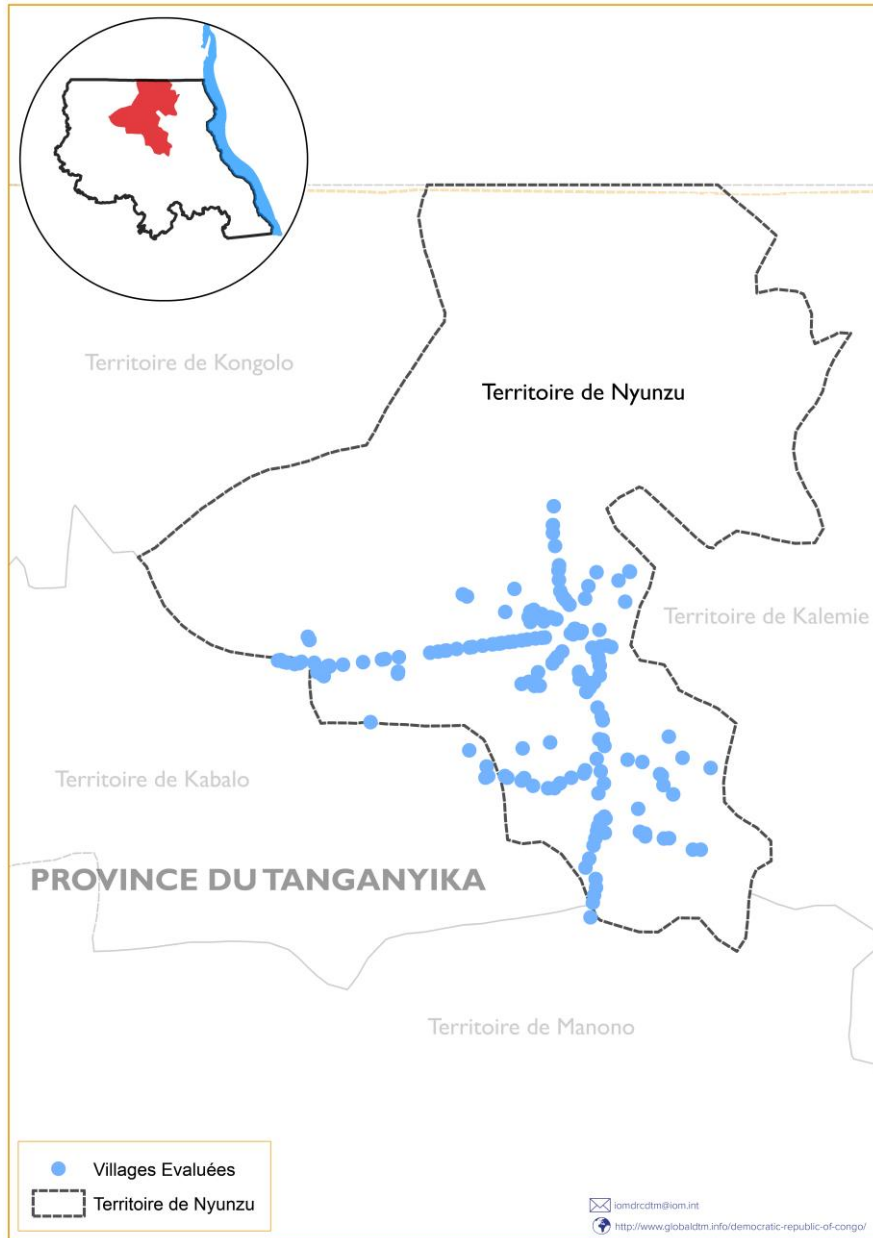 Territoire de Kongolo
Territoire de Nyunzu
Territoire de Kalemie
Territoire de Kabalo
PROVINCE DU TANGANYIKA
Territoire de Manono
Villages Evaluées
Territoire de Nyunzu
iomdrcdtm@iom.int
http://www.globaldtm.info/democratic-republic-of-congo/